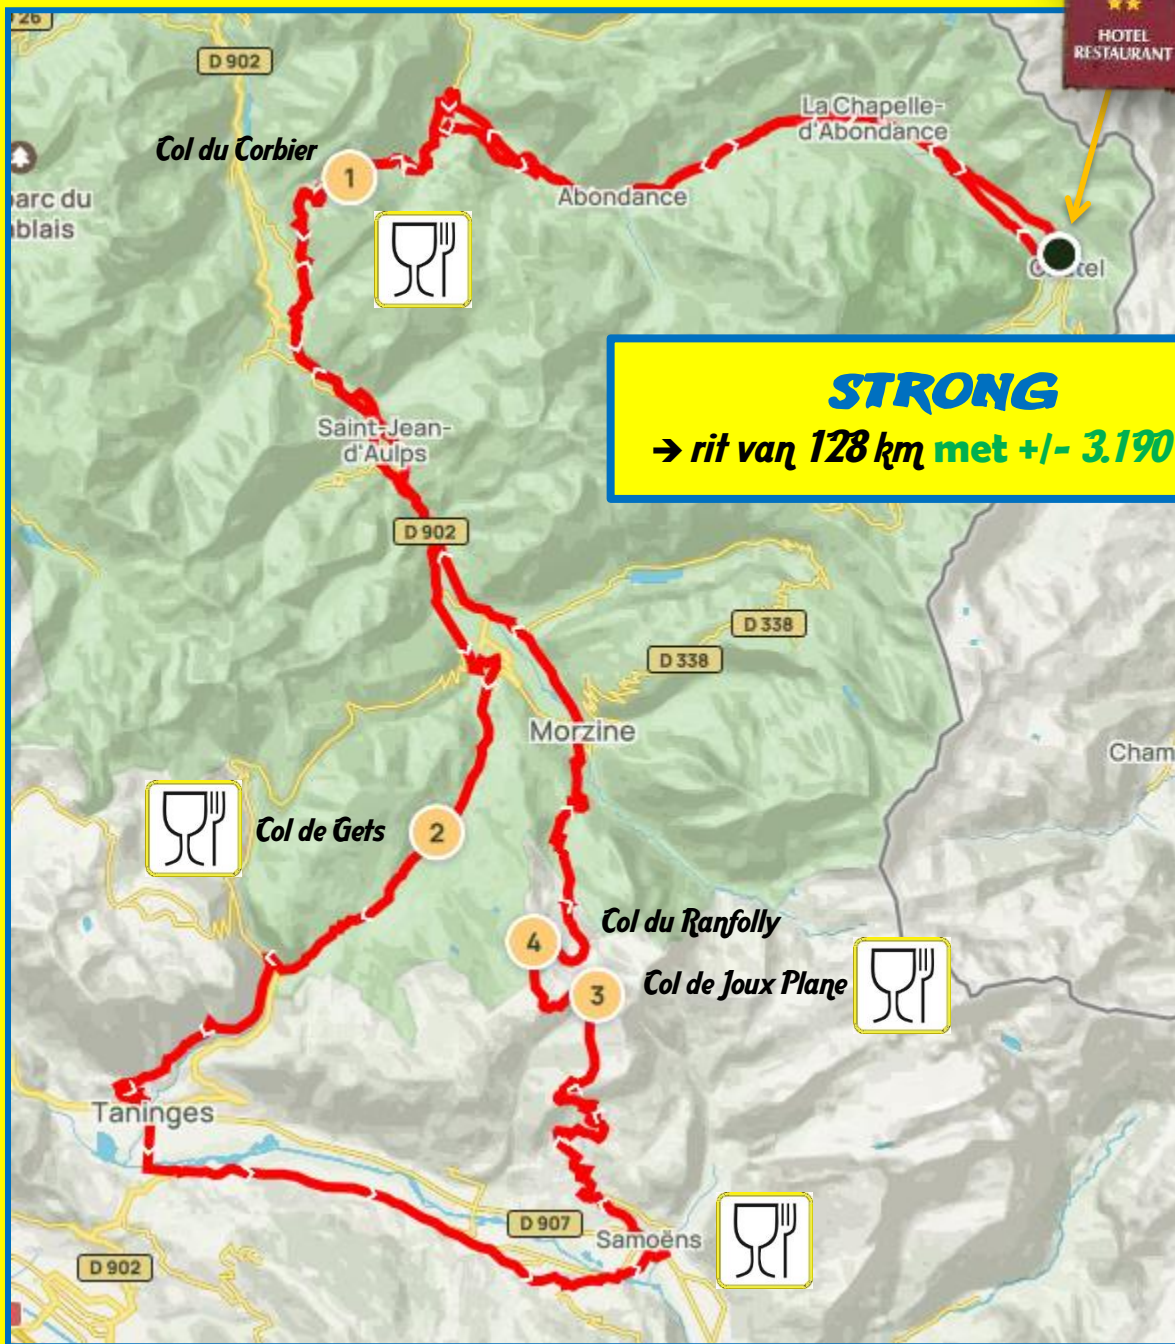 26
HOTEL
RESTAURANT
D 902
La Chapelle-
d'Abondance
Col du Corbier
1
Abondance
arc du
ablais
STRONG
→ rit van 128 km met +/- 3.190
Saint-Jean-
d'Aulps
D 902
D 338
D 338
Morzine
Cham
Col de Gets
2
Col du Ranfolly
4
Col de Joux Plane
3
Taninges
D 907
Samoëns
D 902